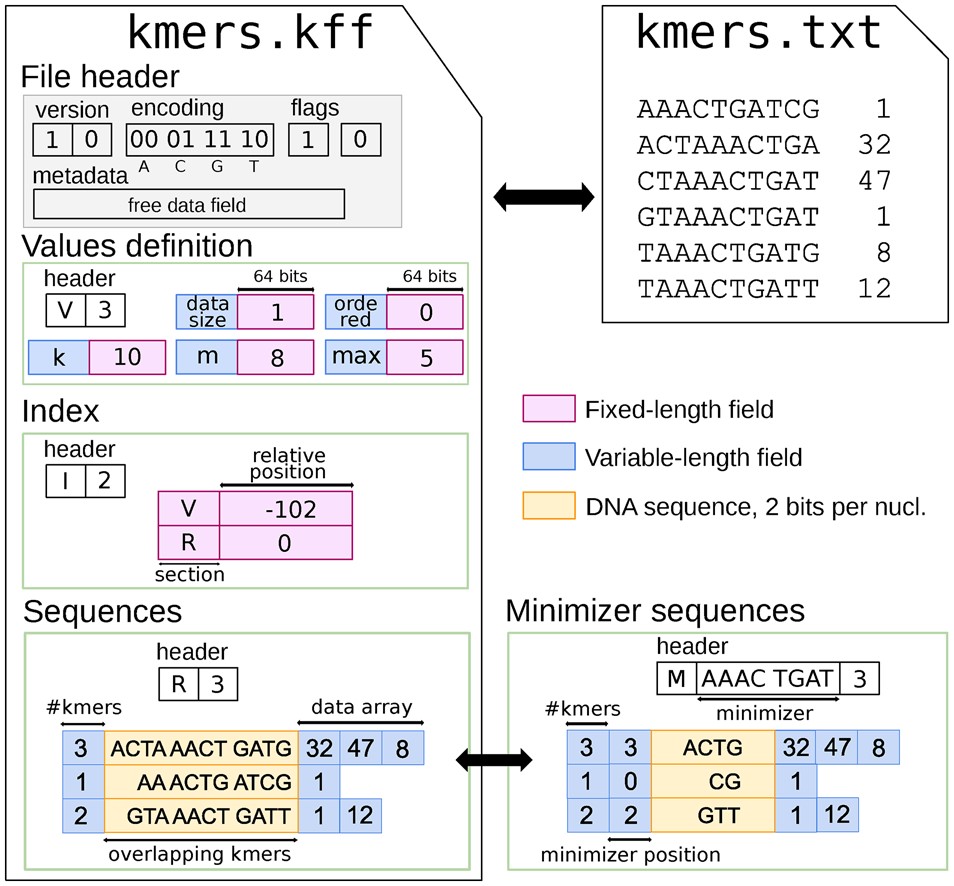 kmers.kff
File header
version encoding flags
1 0 00 01 11 10 1 0
A C G T
metadata
free data field
Values definition
header 64 bits 64 bits
V 3 data size 1 orde red 0
k 10 m 8 max 5
Index
header
I 2
relative
position
V -102
R 0
section
Sequences
header
R 3
#kmers data array
3 ACTA AACT GATG 32 47 8
1 AA ACTG ATCG 1
2 GTA AACT GATT 1 12
overlapping kmers
kmers.txt
AAACTGATCG 1
ACTAAACTGA 32
CTAAACTGAT 47
GTAAACTGAT 1
TAAACTGATG 8
TAAACTGATT 12
Fixed-length field
Variable-length field
DNA sequence, 2 bits per nucl.
Minimizer sequences
header
M AAAC TGAT 3
#kmers minimizer
3 3 ACTG 32 47 8
1 0 CG 1
2 2 GTT 1 12
minimizer position